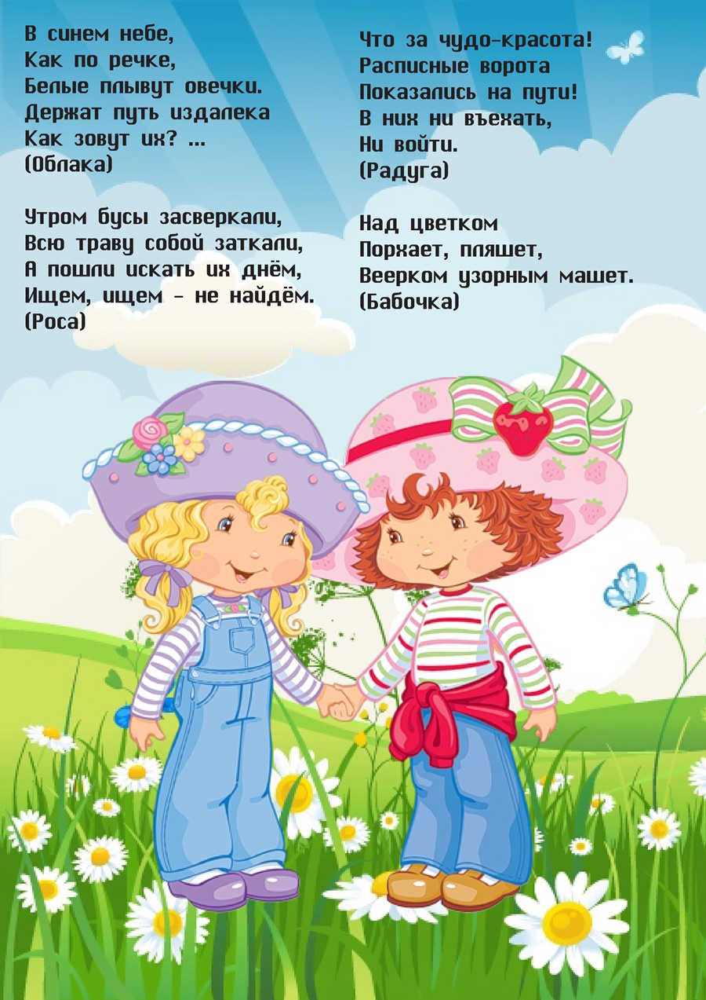 В синем небе,
Как по речке,
Белые плывут овечки.
Держат путь издалека
Как зовут их? ...
(Облака)
Утром бусы засверкали,
Всю траву собой заткали,
А пошли искать их днём,
Ищем, ищем - не найдём.
(Роса)
Что за чудо-красота!
Расписные ворота
Показались на пути!
В них ни въехать,
Ни войти.
(Радуга)
Над цветком
Порхает, пляшет,
Веерком узорным машет.
(Бабочка)